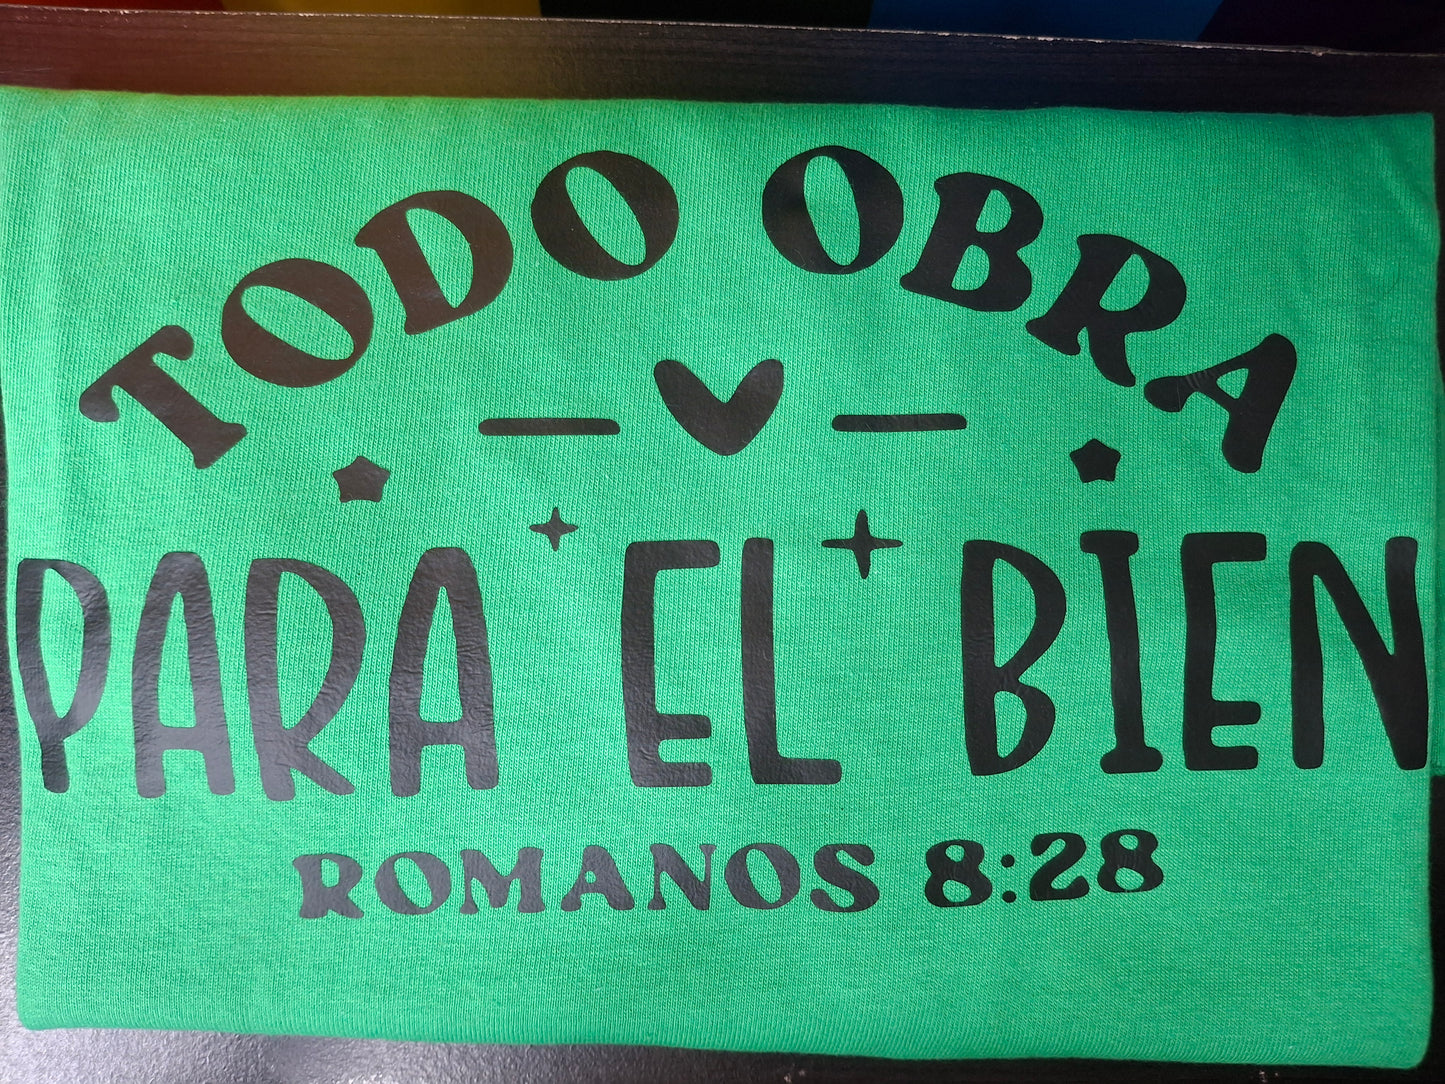 TODO OBRA
PARA EL BIEN
ROMANOS 8:28